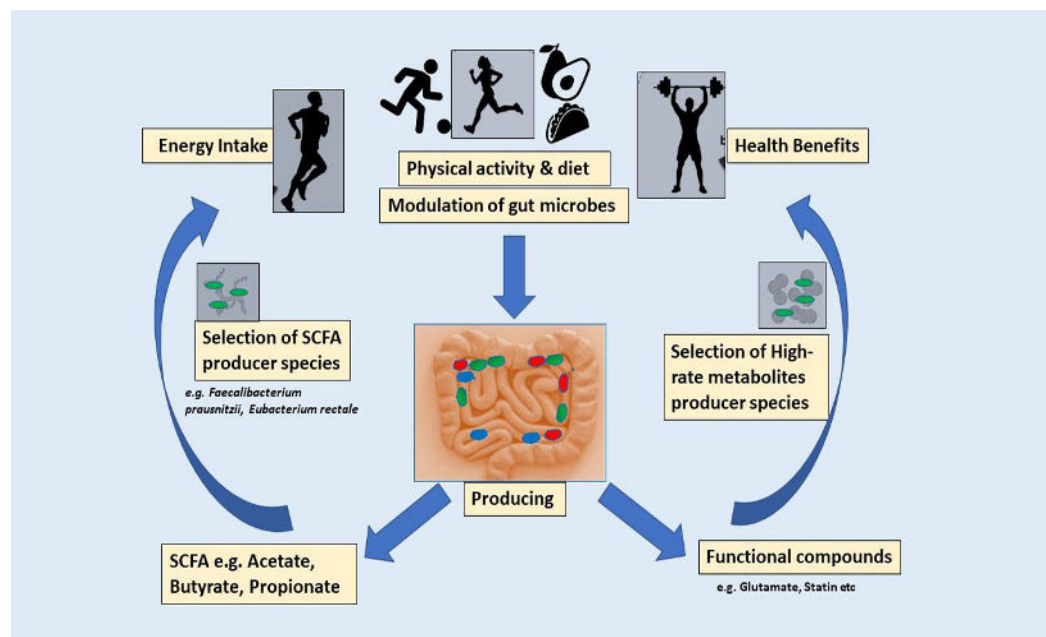 Energy Intake
Physical activity & diet
Modulation of gut microbes
Health Benefits
Selection of SCFA
producer species
e.g. Faecalibacterium
prausnitzii, Eubacterium rectale
Selection of High-
rate metabolites
producer species
Producing
SCFA e.g. Acetate,
Butyrate, Propionate
Functional compounds
e.g. Glutamate, Statin etc